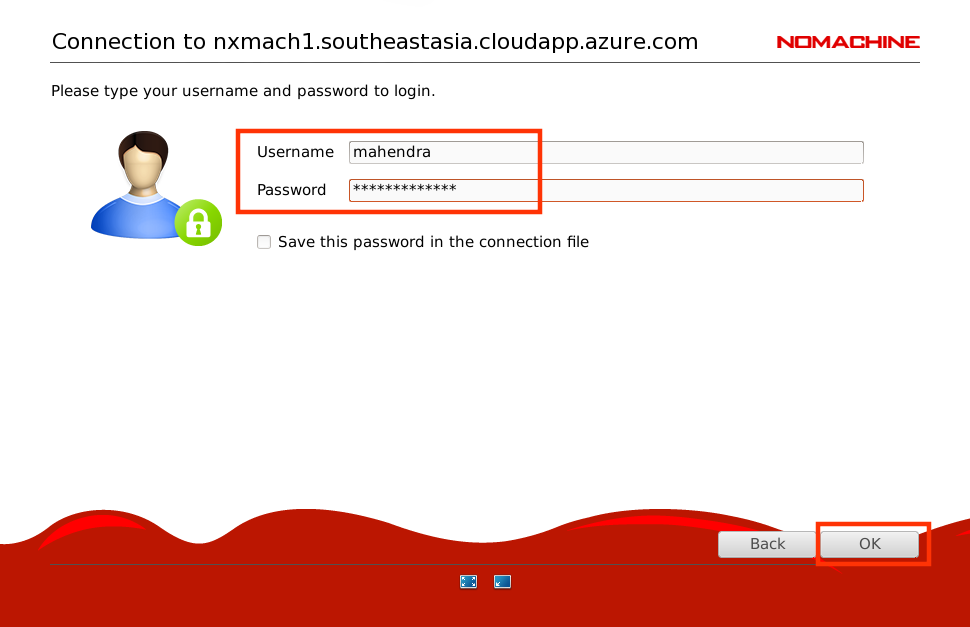 Connection to nxmach1.southeastasia.cloudapp.azure.com NOMACHINE
Please type your username and password to login.
Username mahendra
Password *************
Save this password in the connection file
Back OK